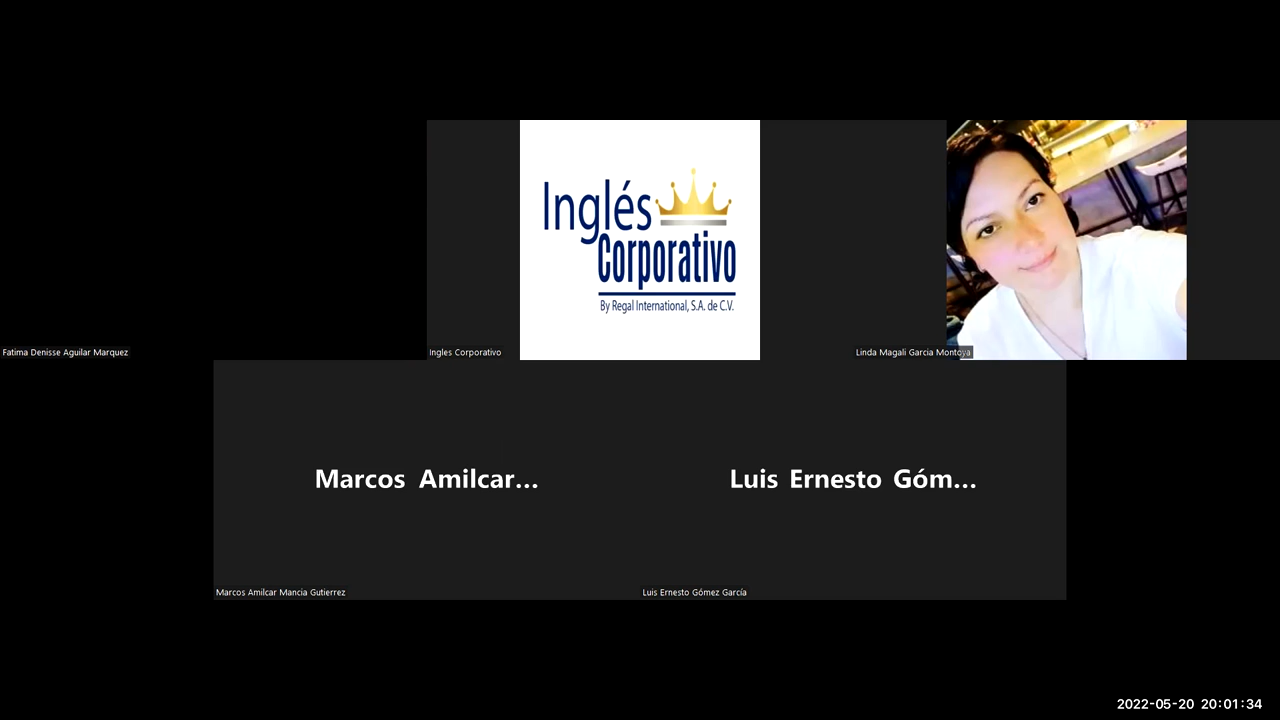 Inglés
Corporativo
By Regal International, S.A. de C.V.
Fatima Denisse Aguilar Marquez
Ingles Corporativo
Linda Magali Garcia Montoya
Marcos Amilcar...
Luis Ernesto Góm...
Marcos Amilcar Mancia Gutierrez
Luis Ernesto Gómez García
2022-05-20 20:01:34